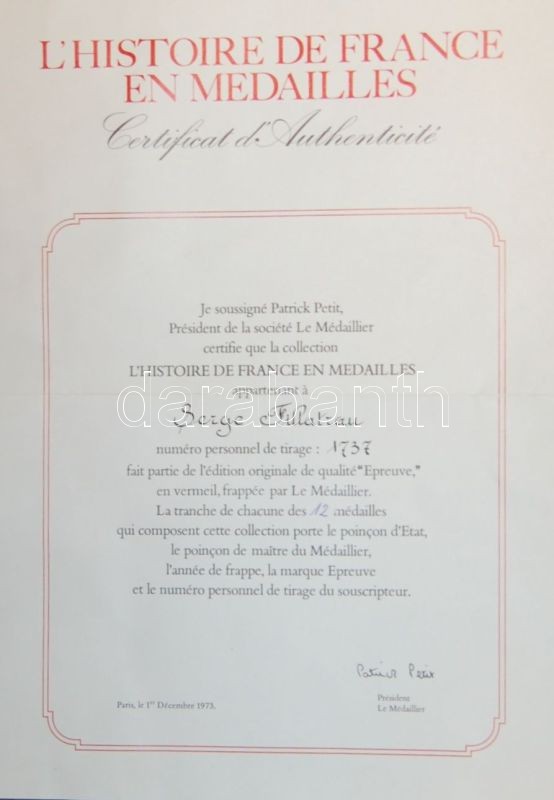 L'HISTOIRE DE FRANCE
EN MEDAILLES
Certificat d'Authenticité
Je soussigné Patrick Petit,
Président de la société Le Médaillier
certifie que la collection
L'HISTOIRE DE FRANCE EN MEDAILLES
appartenant à
darabanth
Serge
numéro personnel de tirage : 1737
fait partie de l'édition originale de qualité "Epreuve,"
en vermeil, frappée par Le Médaillier.
La tranche de chacune des 12 médailles
qui composent cette collection porte le poinçon d'Etat,
le poinçon de maître du Médaillier,
l'année de frappe, la marque Epreuve
et le numéro personnel de tirage du souscripteur.
Patrick Petit
Paris, le 1er Décembre 1973.
Président
Le Médaillier